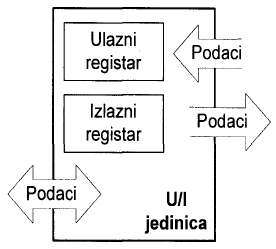 Ulazni
registar
Podaci
Izlazni
registar
Podaci
Podaci
U/I
jedinica